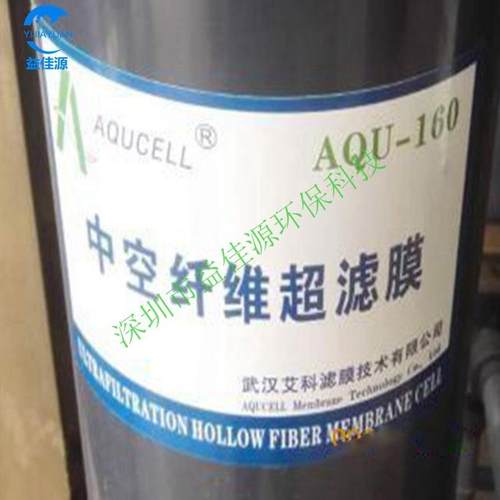 YIJIAYUAN
益佳源
AQUCELL®
AQU-160
中空纤维超滤膜
深圳市益佳源环保科技
武汉艾科滤膜技术有限公司
AQUCELL Membrane Technology Co., Ltd
ULTRAFILTRATION HOLLOW FIBER MEMBRANE CELL